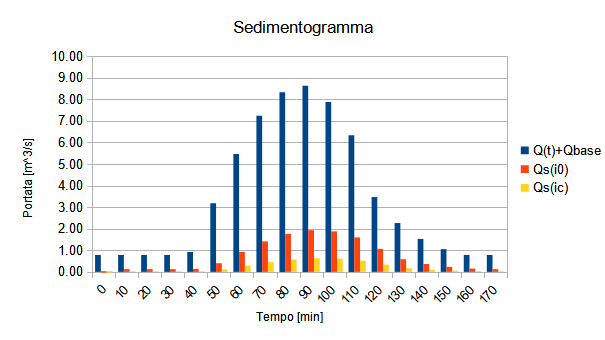 Sedimentogramma
Portata [m^3/s]
10.00
9.00
8.00
7.00
6.00
5.00
4.00
3.00
2.00
1.00
0.00
Q(t)+Qbase
Qs(i0)
Qs(ic)
0 10 20 30 40 50 60 70 80 90 100 110 120 130 140 150 160 170
Tempo [min]